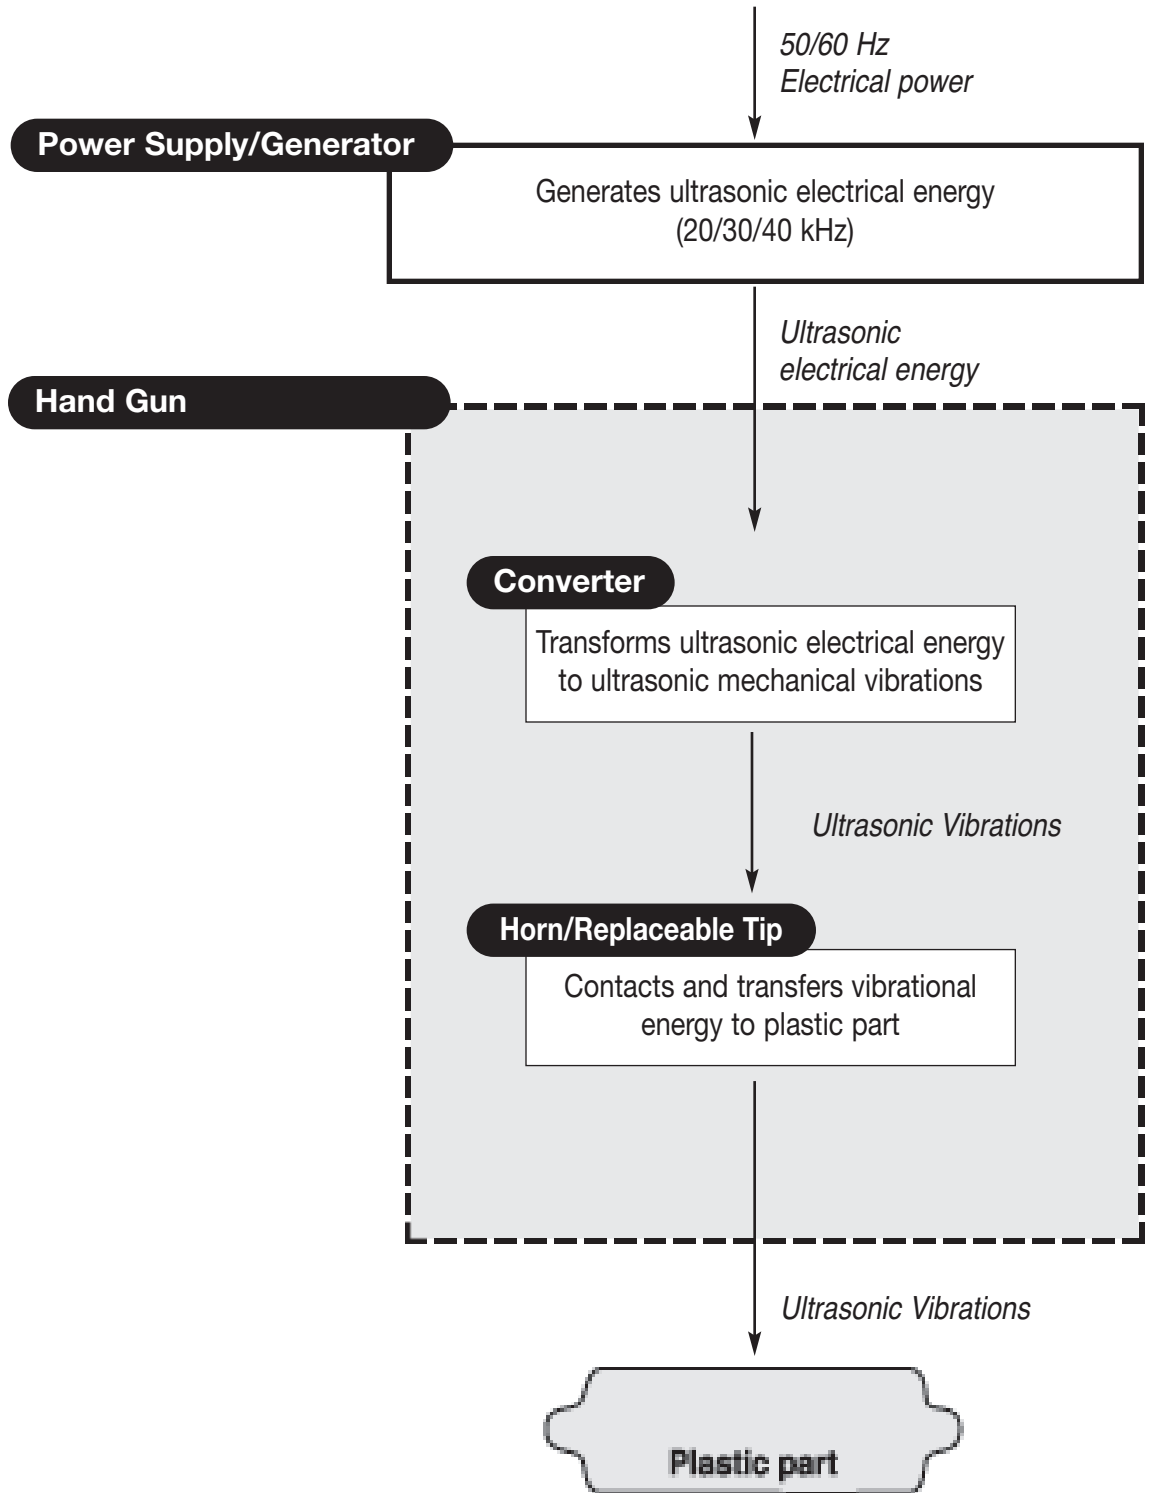 50/60 Hz
Electrical power
Power Supply/Generator
Generates ultrasonic electrical energy
(20/30/40 kHz)
Ultrasonic
electrical energy
Hand Gun
Converter
Transforms ultrasonic electrical energy
to ultrasonic mechanical vibrations
Ultrasonic Vibrations
Horn/Replaceable Tip
Contacts and transfers vibrational
energy to plastic part
Ultrasonic Vibrations
Plastic part